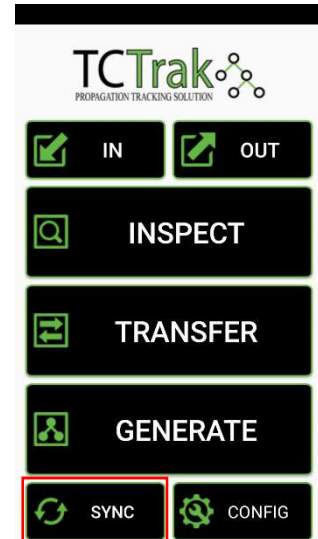 TCTrak
PROPAGATION TRACKING SOLUTION
IN
OUT
INSPECT
TRANSFER
GENERATE
SYNC
CONFIG